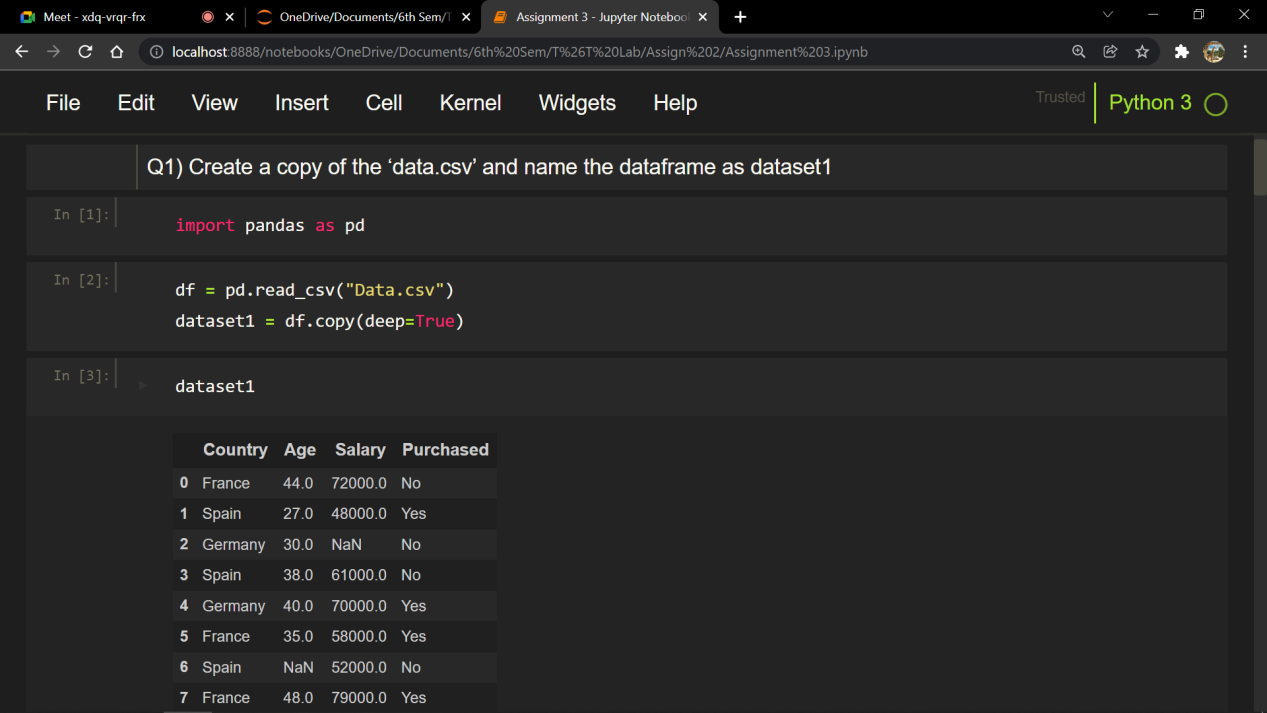 Meet - xdq-vrqr-frx
OneDrive/Documents/6th Sem/T
Assignment 3 - Jupyter Notebook
localhost:8888/notebooks/OneDrive/Documents/6th%20Sem/T%26T%20Lab/Assign%202/Assignment%203.ipynb
File Edit View Insert Cell Kernel Widgets Help Trusted Python 3
Q1) Create a copy of the ‘data.csv’ and name the dataframe as dataset1
In [1]: import pandas as pd
In [2]: df = pd.read_csv("Data.csv")
dataset1 = df.copy(deep=True)
In [3]: dataset1
Country Age Salary Purchased
0 France 44.0 72000.0 No
1 Spain 27.0 48000.0 Yes
2 Germany 30.0 NaN No
3 Spain 38.0 61000.0 No
4 Germany 40.0 70000.0 Yes
5 France 35.0 58000.0 Yes
6 Spain NaN 52000.0 No
7 France 48.0 79000.0 Yes